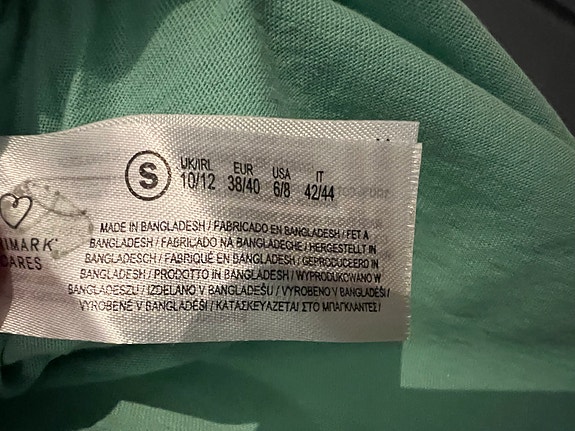 S
UK/IRL EUR USA IT
10/12 38/40 6/8 42/44
IMARK
CARES
MADE IN BANGLADESH / FABRICADO EN BANGLADESH / FET A
BANGLADESH / FABRICADO NA BANGLADECHE / HERGESTELLT IN
BANGLADESCH / FABRIQUÉ EN BANGLADESH / GEPRODUCEERD IN
BANGLADESH / PRODOTTO IN BANGLADESH / WYPRODUKOWANO W
BANGLADESZU / IZDELANO V BANGLADEŠU / VYROBENO V BANGLADÉŠI /
VYROBENÉ V BANGLADÉŠI / ΚΑΤΑΣΚΕΥΑΖΕΤΑΙ ΣΤΟ ΜΠΑΓΚΛΑΝΤΕΣ /